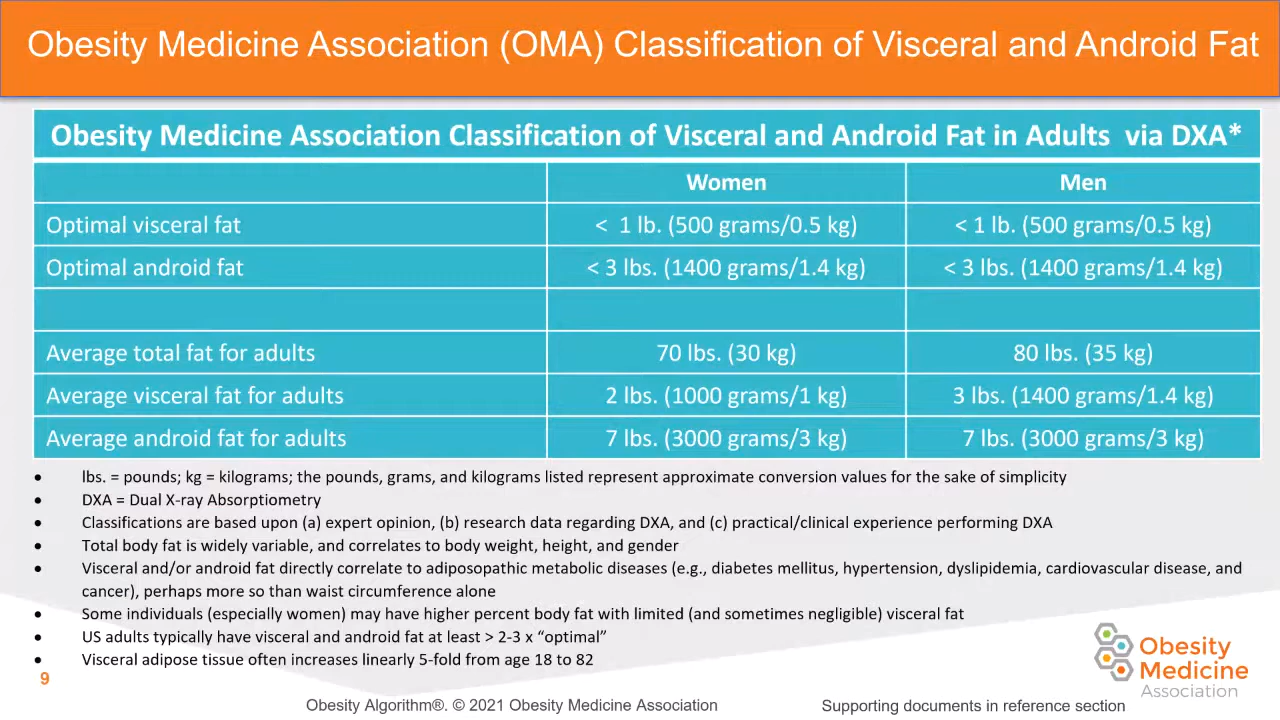 Obesity Medicine Association (OMA) Classification of Visceral and Android Fat
Obesity Medicine Association Classification of Visceral and Android Fat in Adults via DXA*
Women Men
Optimal visceral fat < 1 lb. (500 grams/0.5 kg) < 1 lb. (500 grams/0.5 kg)
Optimal android fat < 3 lbs. (1400 grams/1.4 kg) < 3 lbs. (1400 grams/1.4 kg)
Average total fat for adults 70 lbs. (30 kg) 80 lbs. (35 kg)
Average visceral fat for adults 2 lbs. (1000 grams/1 kg) 3 lbs. (1400 grams/1.4 kg)
Average android fat for adults 7 lbs. (3000 grams/3 kg) 7 lbs. (3000 grams/3 kg)
• lbs. = pounds; kg = kilograms; the pounds, grams, and kilograms listed represent approximate conversion values for the sake of simplicity
• DXA = Dual X-ray Absorptiometry
• Classifications are based upon (a) expert opinion, (b) research data regarding DXA, and (c) practical/clinical experience performing DXA
• Total body fat is widely variable, and correlates to body weight, height, and gender
• Visceral and/or android fat directly correlate to adiposopathic metabolic diseases (e.g., diabetes mellitus, hypertension, dyslipidemia, cardiovascular disease, and
cancer), perhaps more so than waist circumference alone
• Some individuals (especially women) may have higher percent body fat with limited (and sometimes negligible) visceral fat
• US adults typically have visceral and android fat at least > 2-3 x “optimal”
• Visceral adipose tissue often increases linearly 5-fold from age 18 to 82
9
Obesity
Medicine
Association
Obesity Algorithm®. © 2021 Obesity Medicine Association Supporting documents in reference section